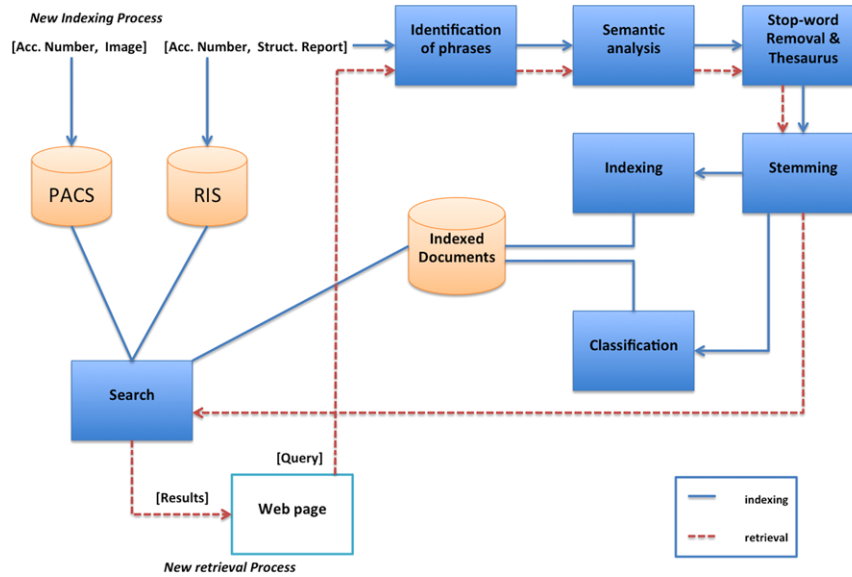 New Indexing Process
[Acc. Number, Image]
[Acc. Number, Struct. Report]
Identification
of phrases
Semantic
analysis
Stop-word
Removal &
Thesaurus
PACS
RIS
Indexing
Stemming
Indexed
Documents
Classification
Search
[Query]
[Results]
Web page
New retrieval Process
indexing
retrieval